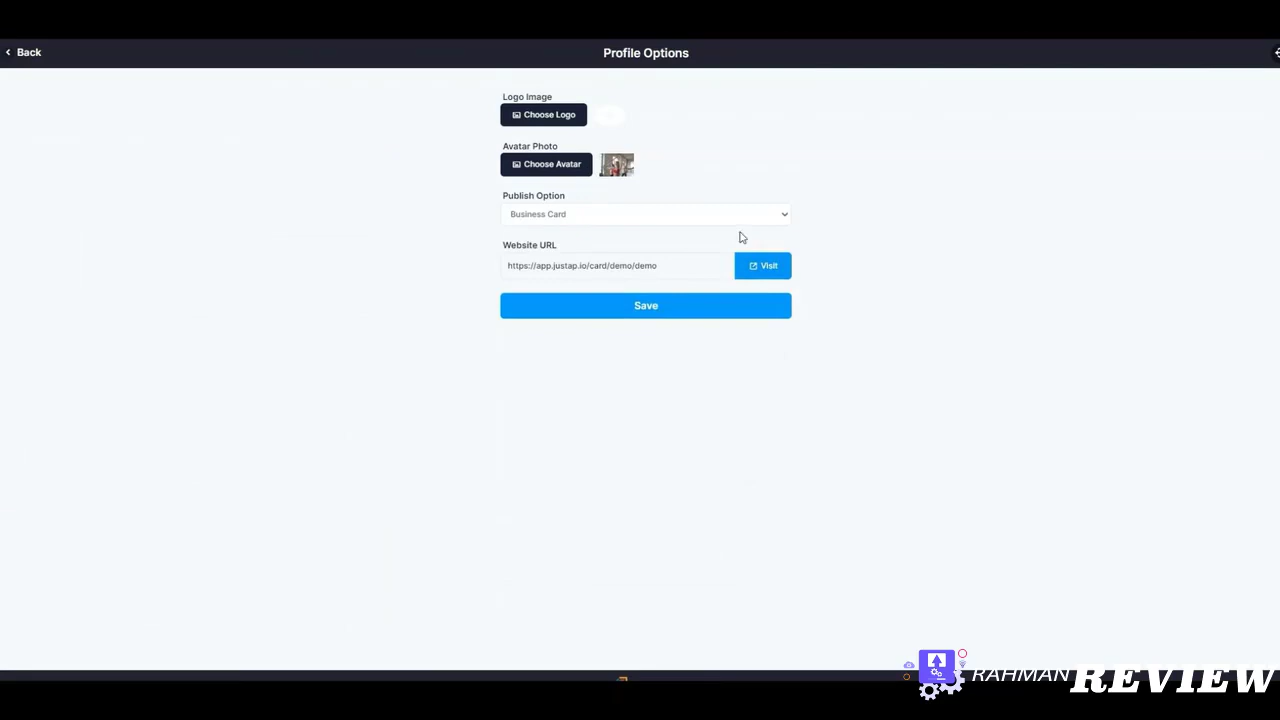 Back
Profile Options
Logo Image
Choose Logo
Avatar Photo
Choose Avatar
Publish Option
Business Card
Website URL
https://app.justap.io/card/demo/demo
Visit
Save
RAHMAN REVIEW